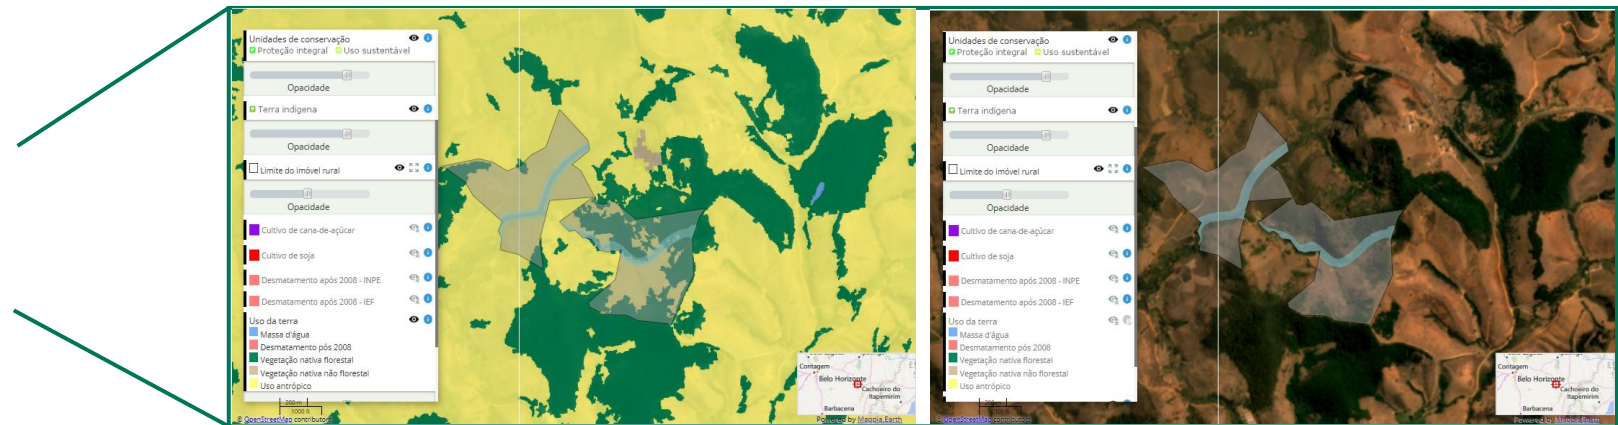 Unidades de conservação
Proteção integral Uso sustentável
Opacidade
Terra indígena
Opacidade
Limite do imóvel rural
Opacidade
Cultivo de cana-de-açúcar
Cultivo de soja
Desmatamento após 2008 - INPE
Desmatamento após 2008 - IEF
Uso da terra
Massa d'água
Desmatamento pós 2008
Vegetação nativa florestal
Vegetação nativa não florestal
Uso antrópico
200 m
1000 ft
© OpenStreetMap contributors
Contagem
Belo Horizonte
Cachoeiro do
Itapemirim
Barbacena
Powered by Mappia.Earth
Unidades de conservação
Proteção integral Uso sustentável
Opacidade
Terra indígena
Opacidade
Limite do imóvel rural
Opacidade
Cultivo de cana-de-açúcar
Cultivo de soja
Desmatamento após 2008 - INPE
Desmatamento após 2008 - IEF
Uso da terra
Massa d'água
Desmatamento pós 2008
Vegetação nativa florestal
Vegetação nativa não florestal
Uso antrópico
© OpenStreetMap contributors
Contagem
Belo Horizonte
Cachoeiro do
Itapemirim
Barbacena
Powered by Mappia.Earth